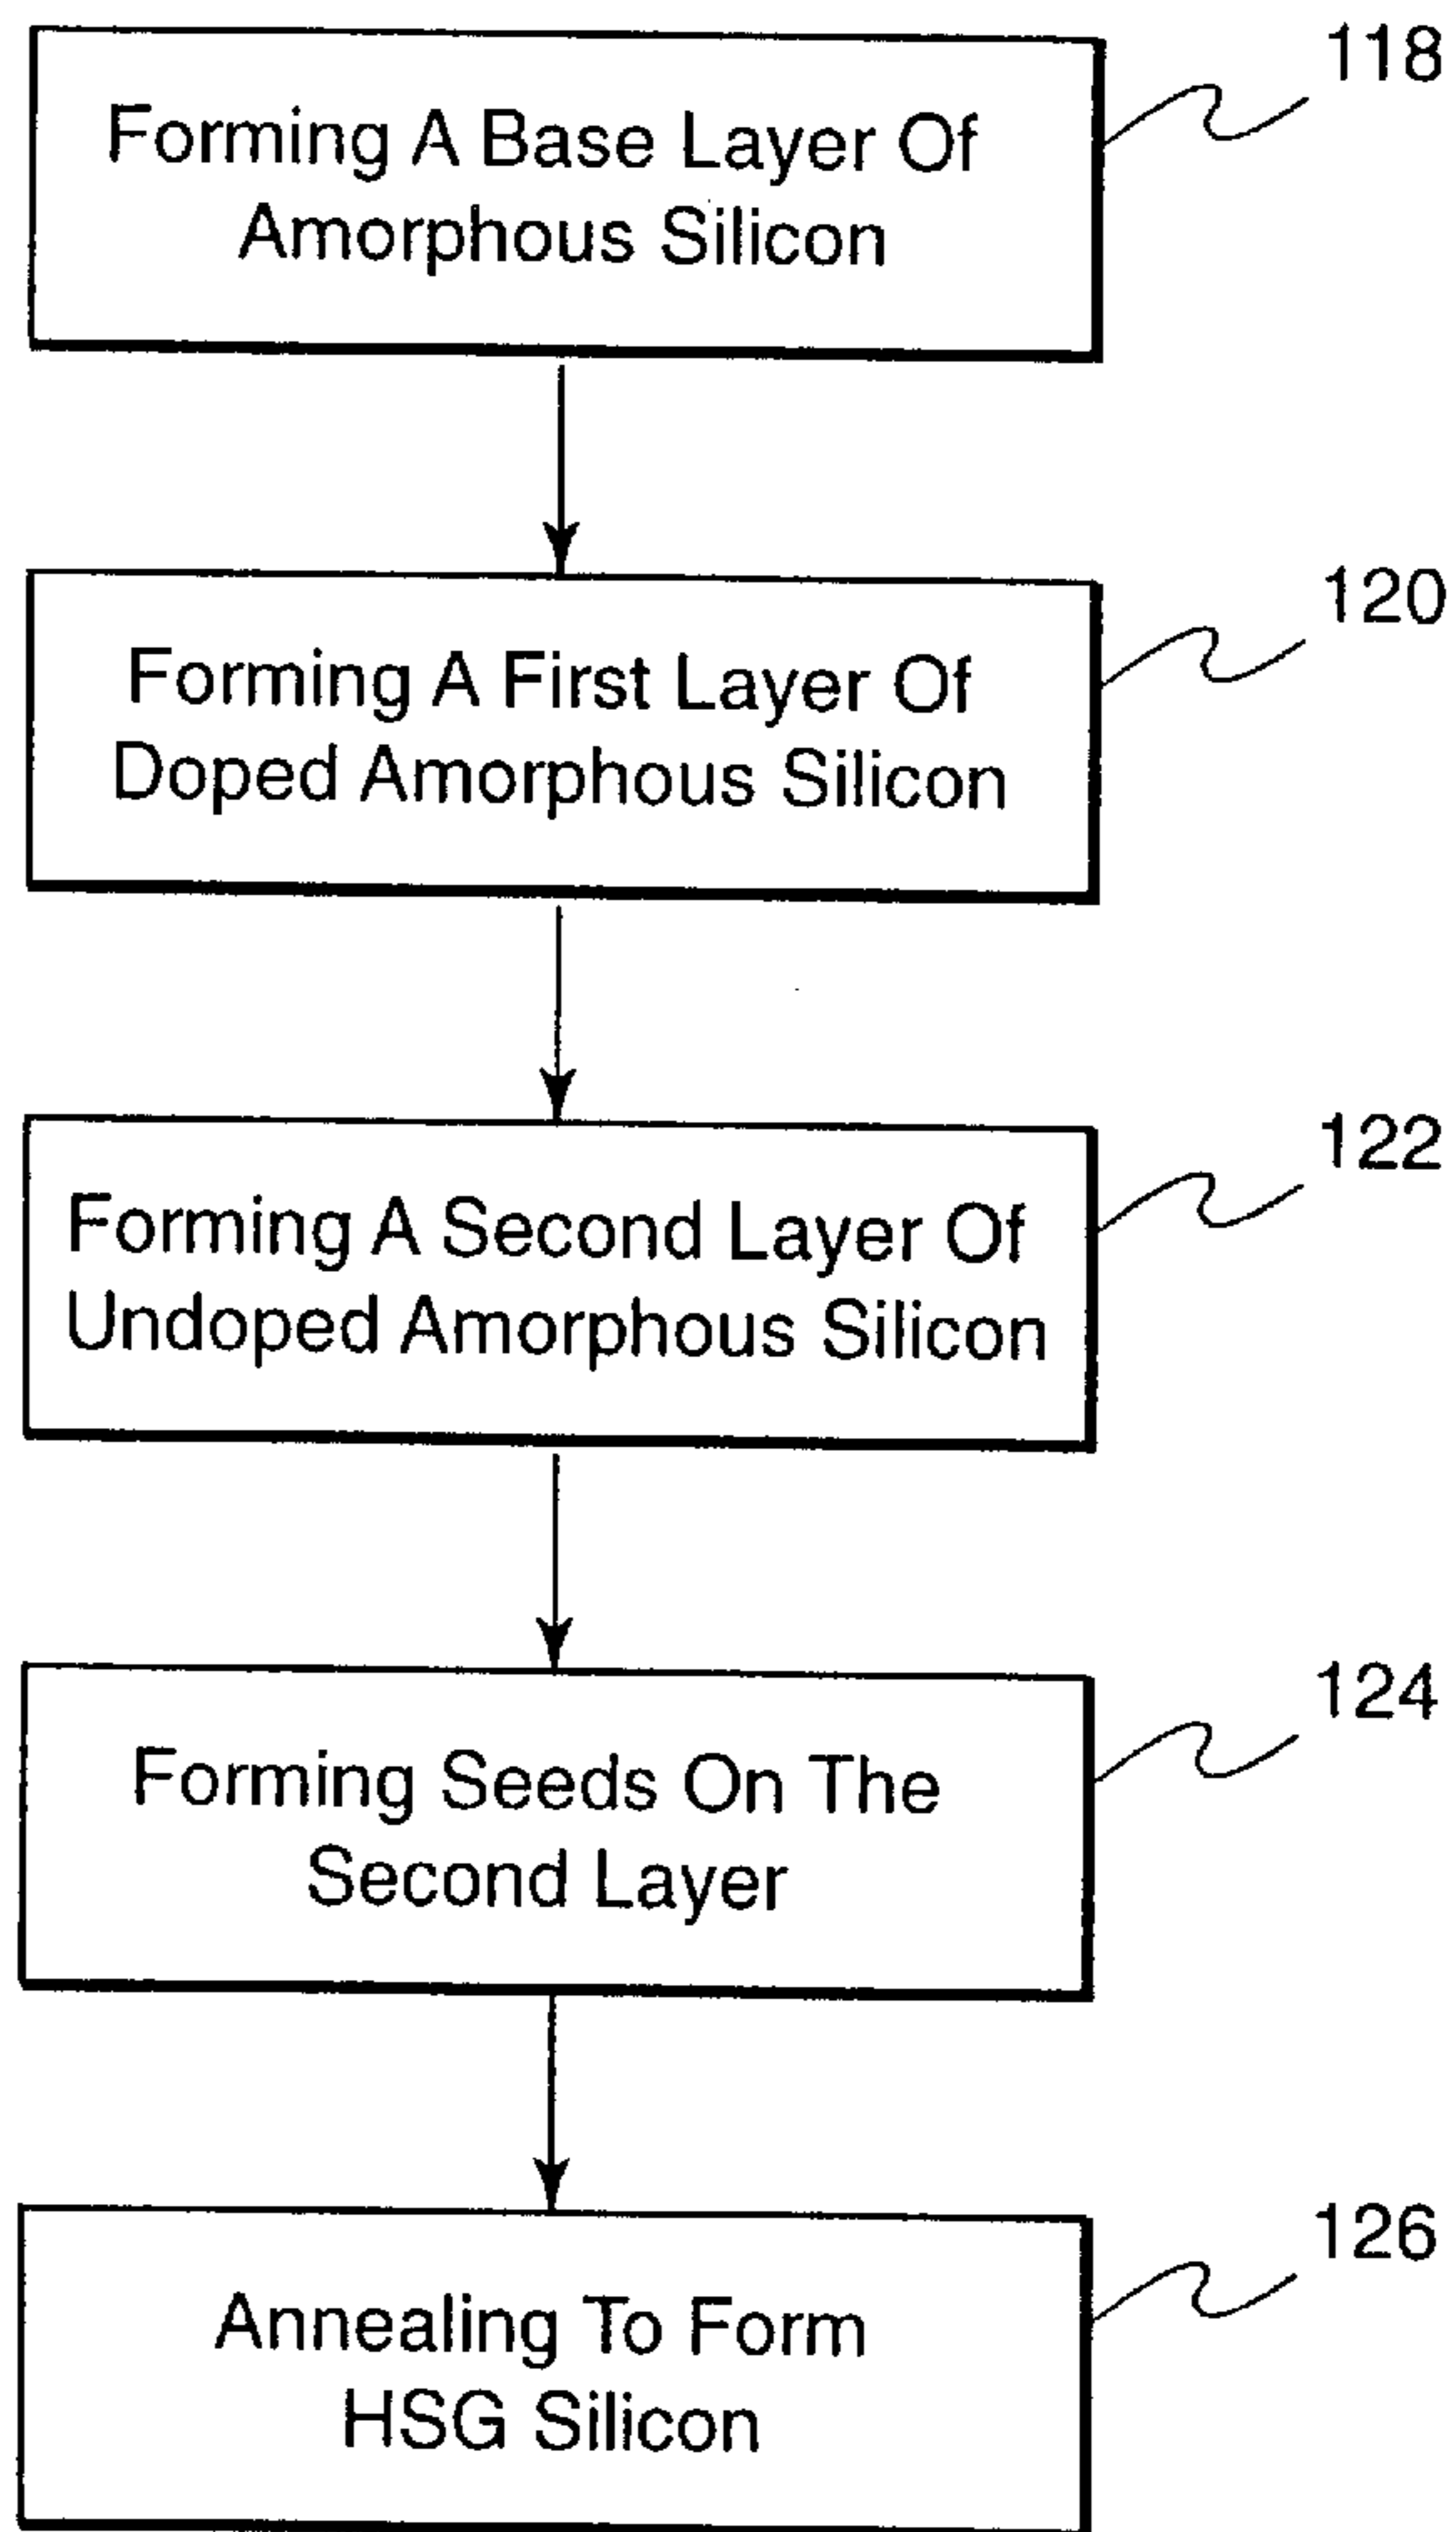 118
Forming A Base Layer Of
Amorphous Silicon
120
Forming A First Layer Of
Doped Amorphous Silicon
122
Forming A Second Layer Of
Undoped Amorphous Silicon
124
Forming Seeds On The
Second Layer
126
Annealing To Form
HSG Silicon